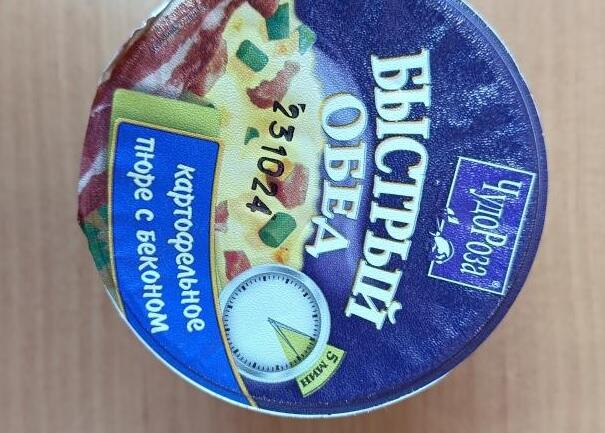 ЧудоРоза®
БЫСТРЫЙ
ОБЕД
231024
картофельное
пюре с беконом
5 мин